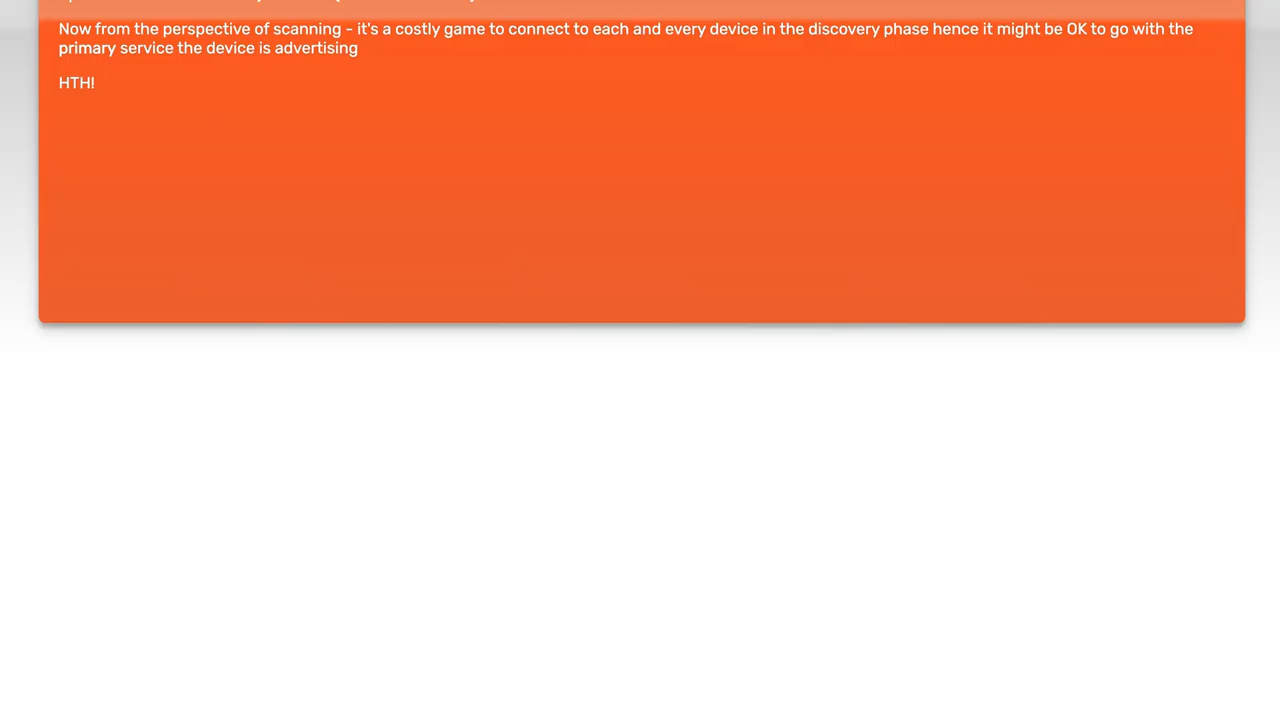 Now from the perspective of scanning - it's a costly game to connect to each and every device in the discovery phase hence it might be OK to go with the
primary service the device is advertising
HTH!